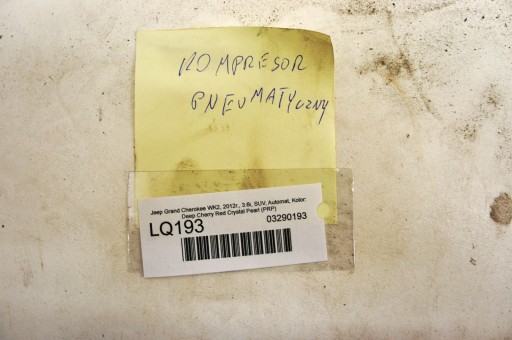 KOMPRESOR
PNEUMATYCZNY
Jeep Grand Cherokee WK2, 2012r., 3.6i, SUV, Automat, Kolor:
Deep Cherry Red Crystal Pearl (PRP)
LQ193
03290193